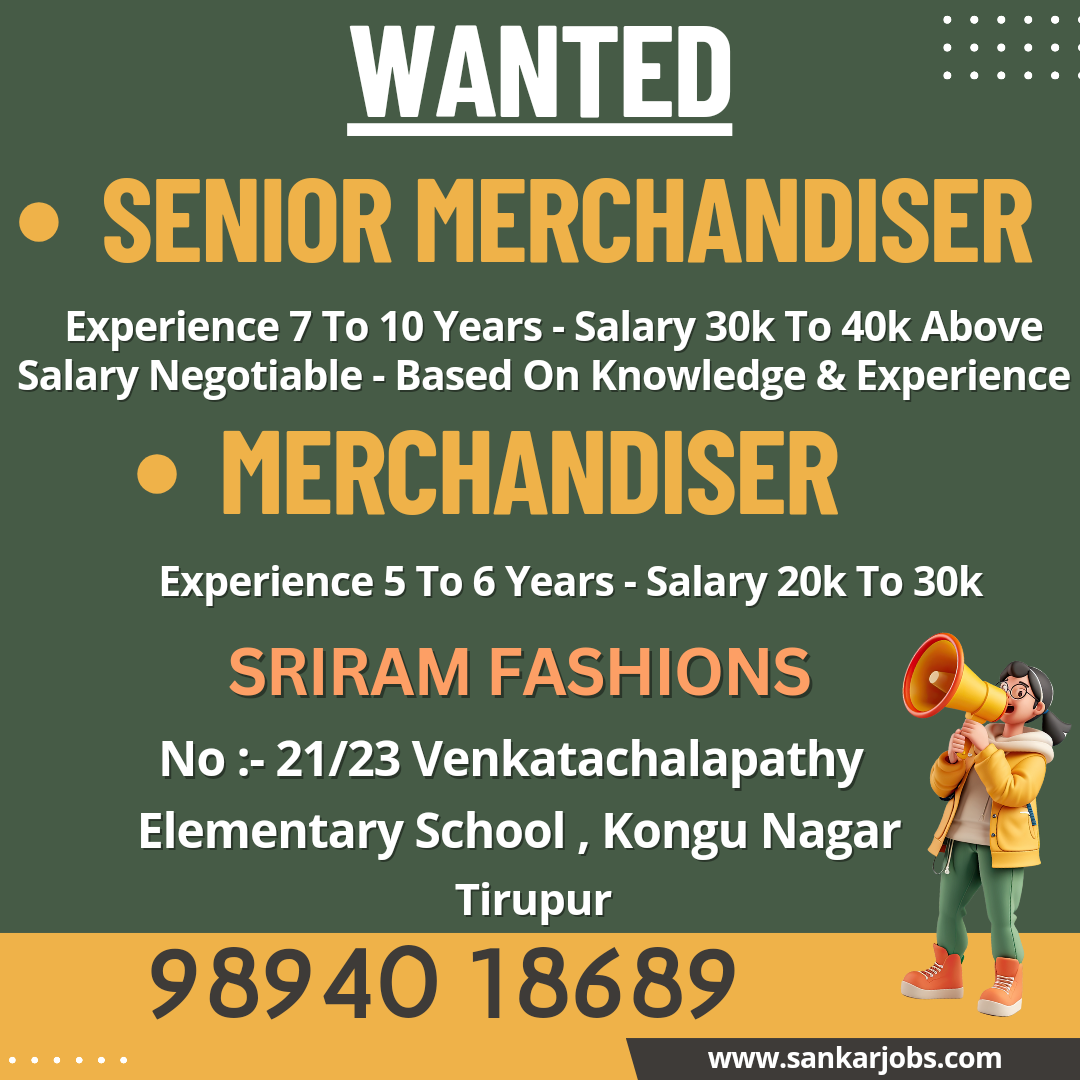 WANTED
• SENIOR MERCHANDISER
Experience 7 To 10 Years - Salary 30k To 40k Above
Salary Negotiable - Based On Knowledge & Experience
• MERCHANDISER
Experience 5 To 6 Years - Salary 20k To 30k
SRIRAM FASHIONS
No :- 21/23 Venkatachalapathy
Elementary School , Kongu Nagar
Tirupur
98940 18689
www.sankarjobs.com